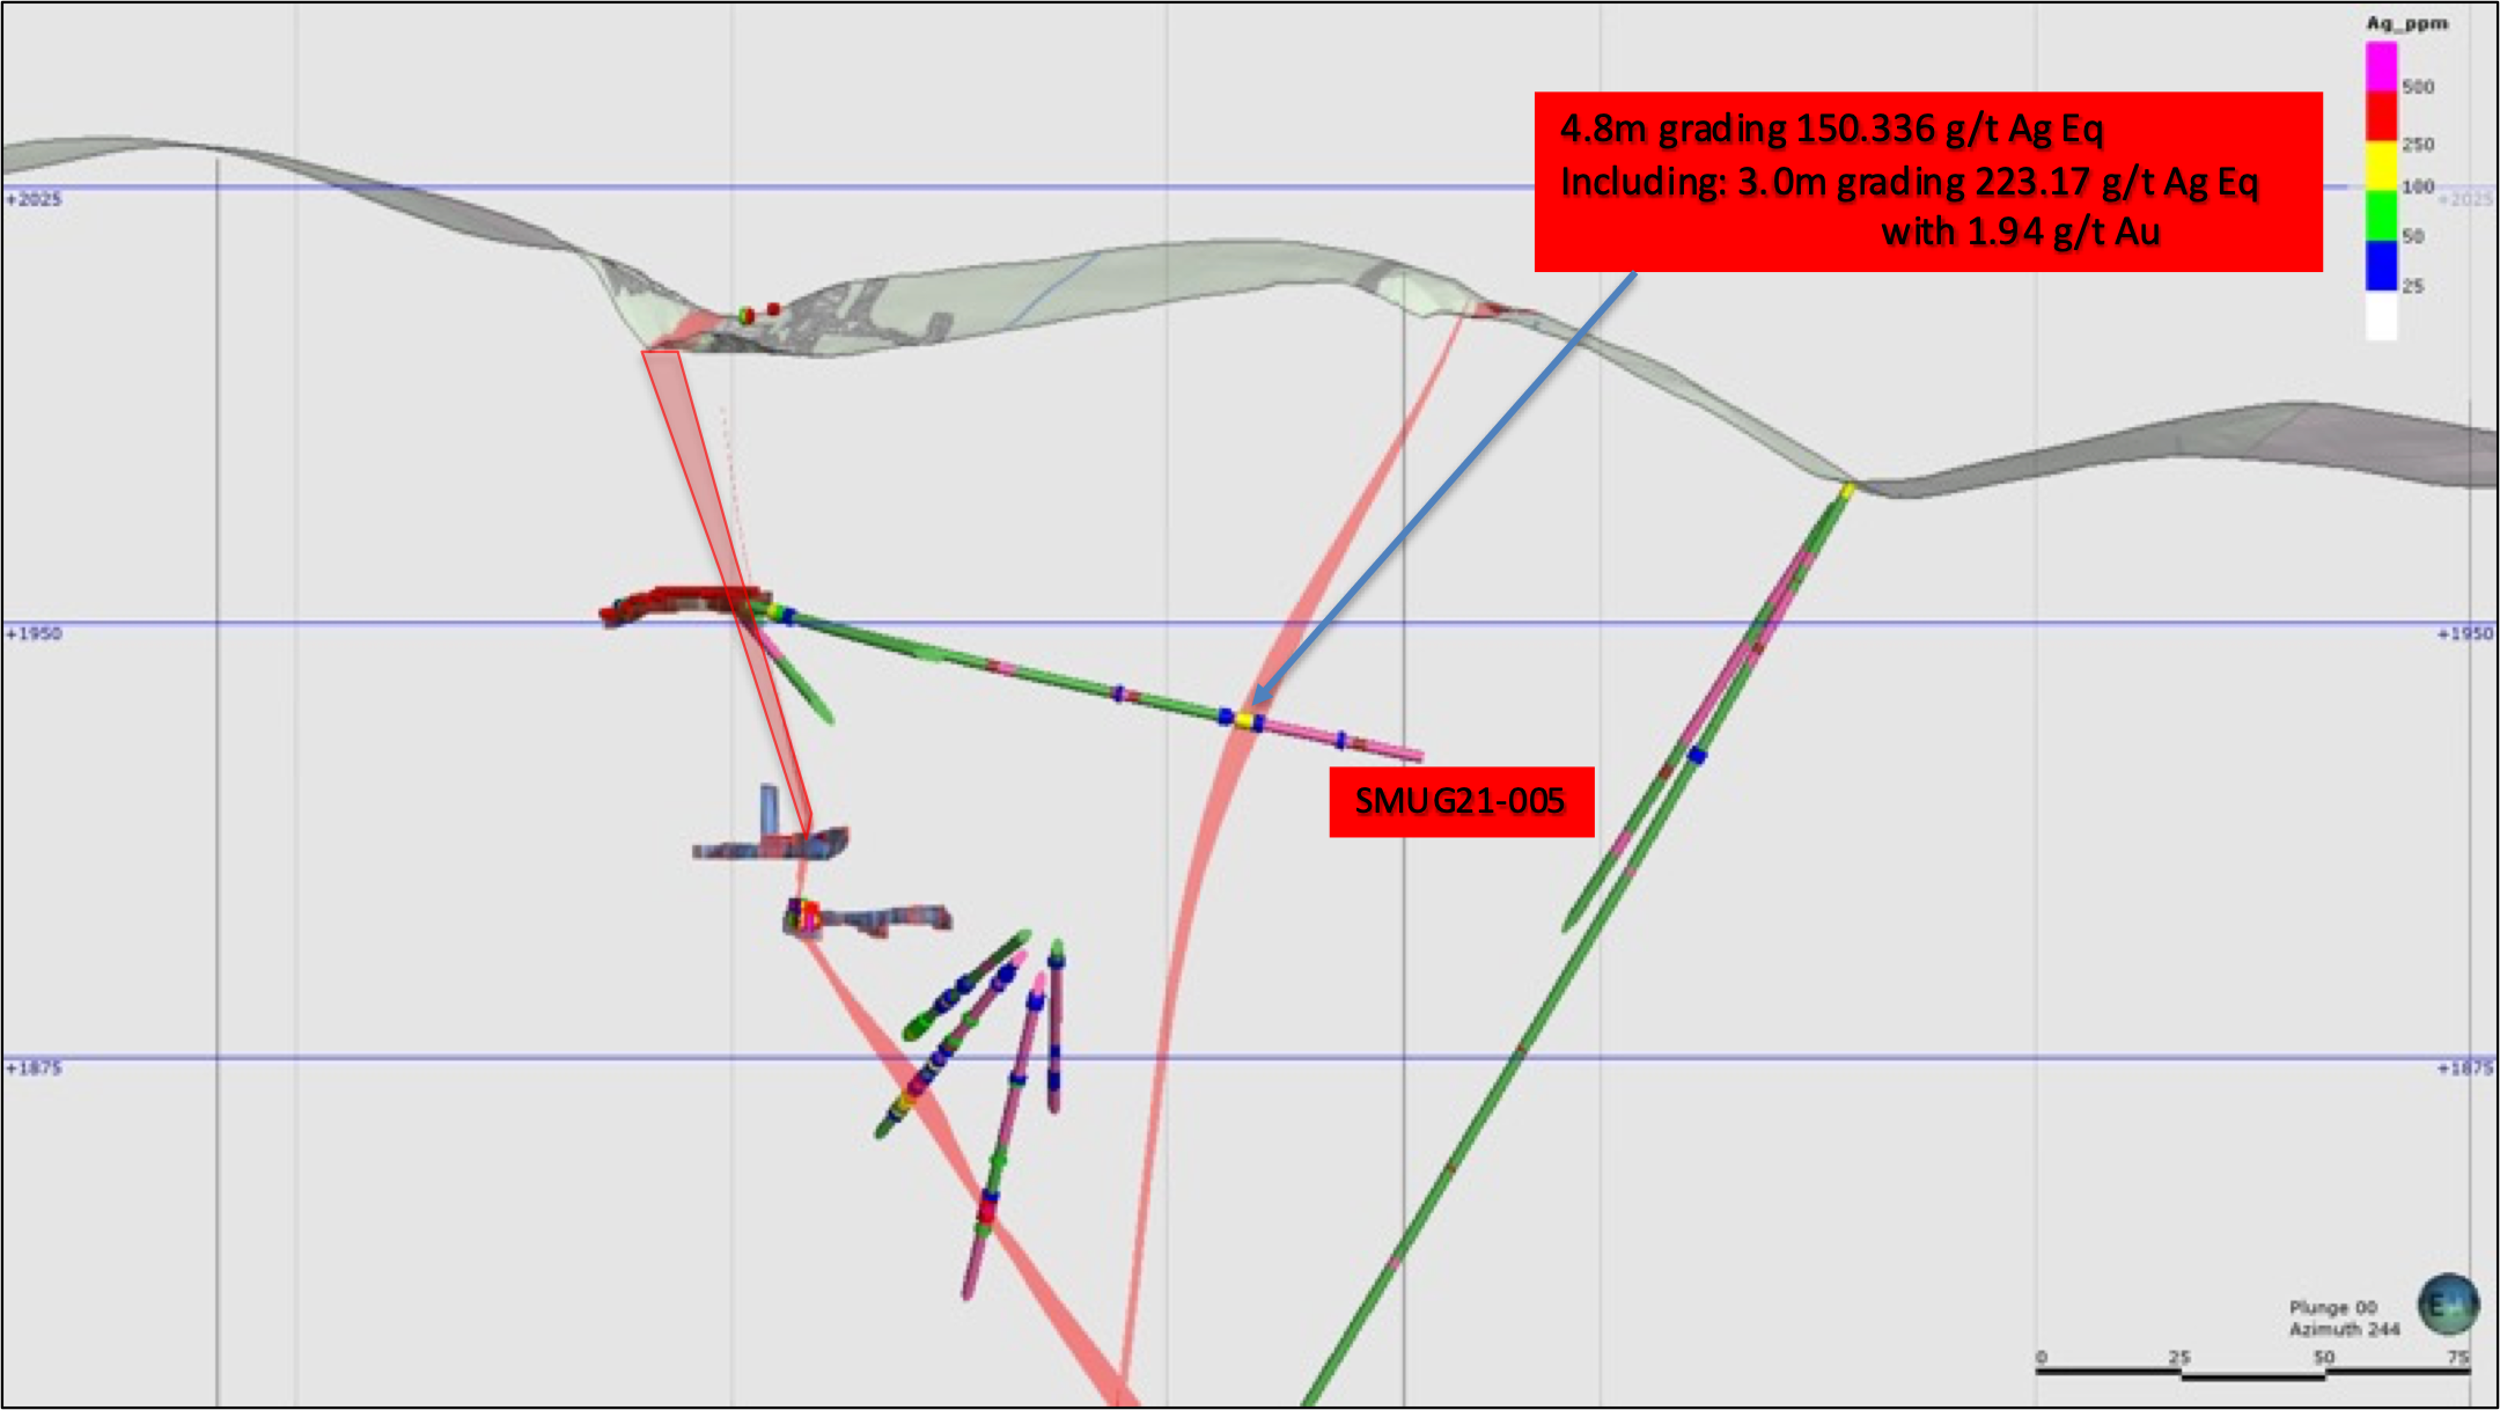 Ag_ppm
500
250
100
50
25
4.8m grading 150.336 g/t Ag Eq
Including: 3.0m grading 223.17 g/t Ag Eq
with 1.94 g/t Au
+2025
+2025
+1950
+1950
SMUG21-005
+1875
+1875
Plunge 00
Azimuth 244
E
0 25 50 75